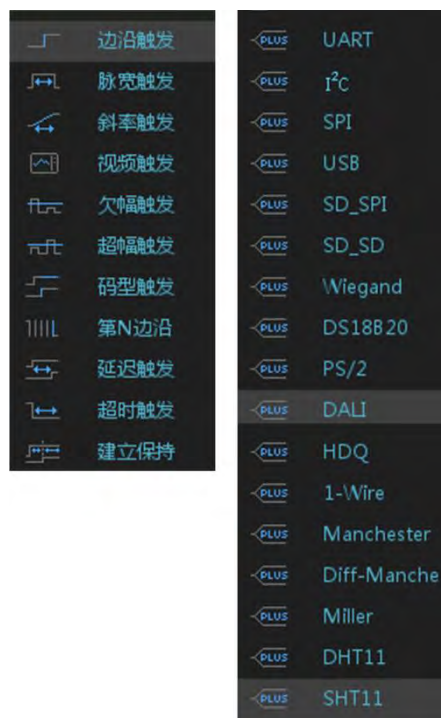 边沿触发
脉宽触发
斜率触发
视频触发
欠幅触发
超幅触发
码型触发
第N边沿
延迟触发
超时触发
建立保持
PLUS UART
PLUS I²C
PLUS SPI
PLUS USB
PLUS SD_SPI
PLUS SD_SD
PLUS Wiegand
PLUS DS18B20
PLUS PS/2
PLUS DALI
PLUS HDQ
PLUS 1-Wire
PLUS Manchester
PLUS Diff-Manche
PLUS Miller
PLUS DHT11
PLUS SHT11